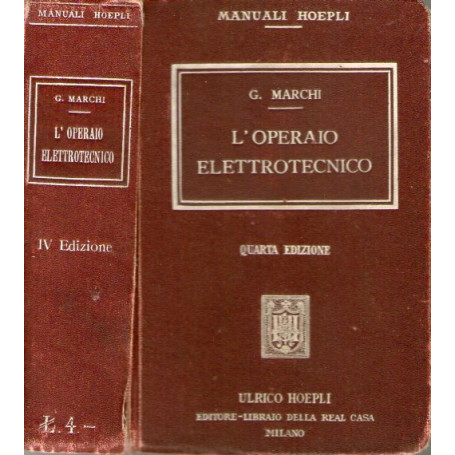 MANUALI HOEPLI
G. MARCHI
L'OPERAIO
ELETTROTECNICO
IV Edizione
£. 4-
MANUALI HOEPLI
G. MARCHI
L'OPERAIO
ELETTROTECNICO
QUARTA EDIZIONE
ULRICO HOEPLI
EDITORE-LIBRAIO DELLA REAL CASA
MILANO